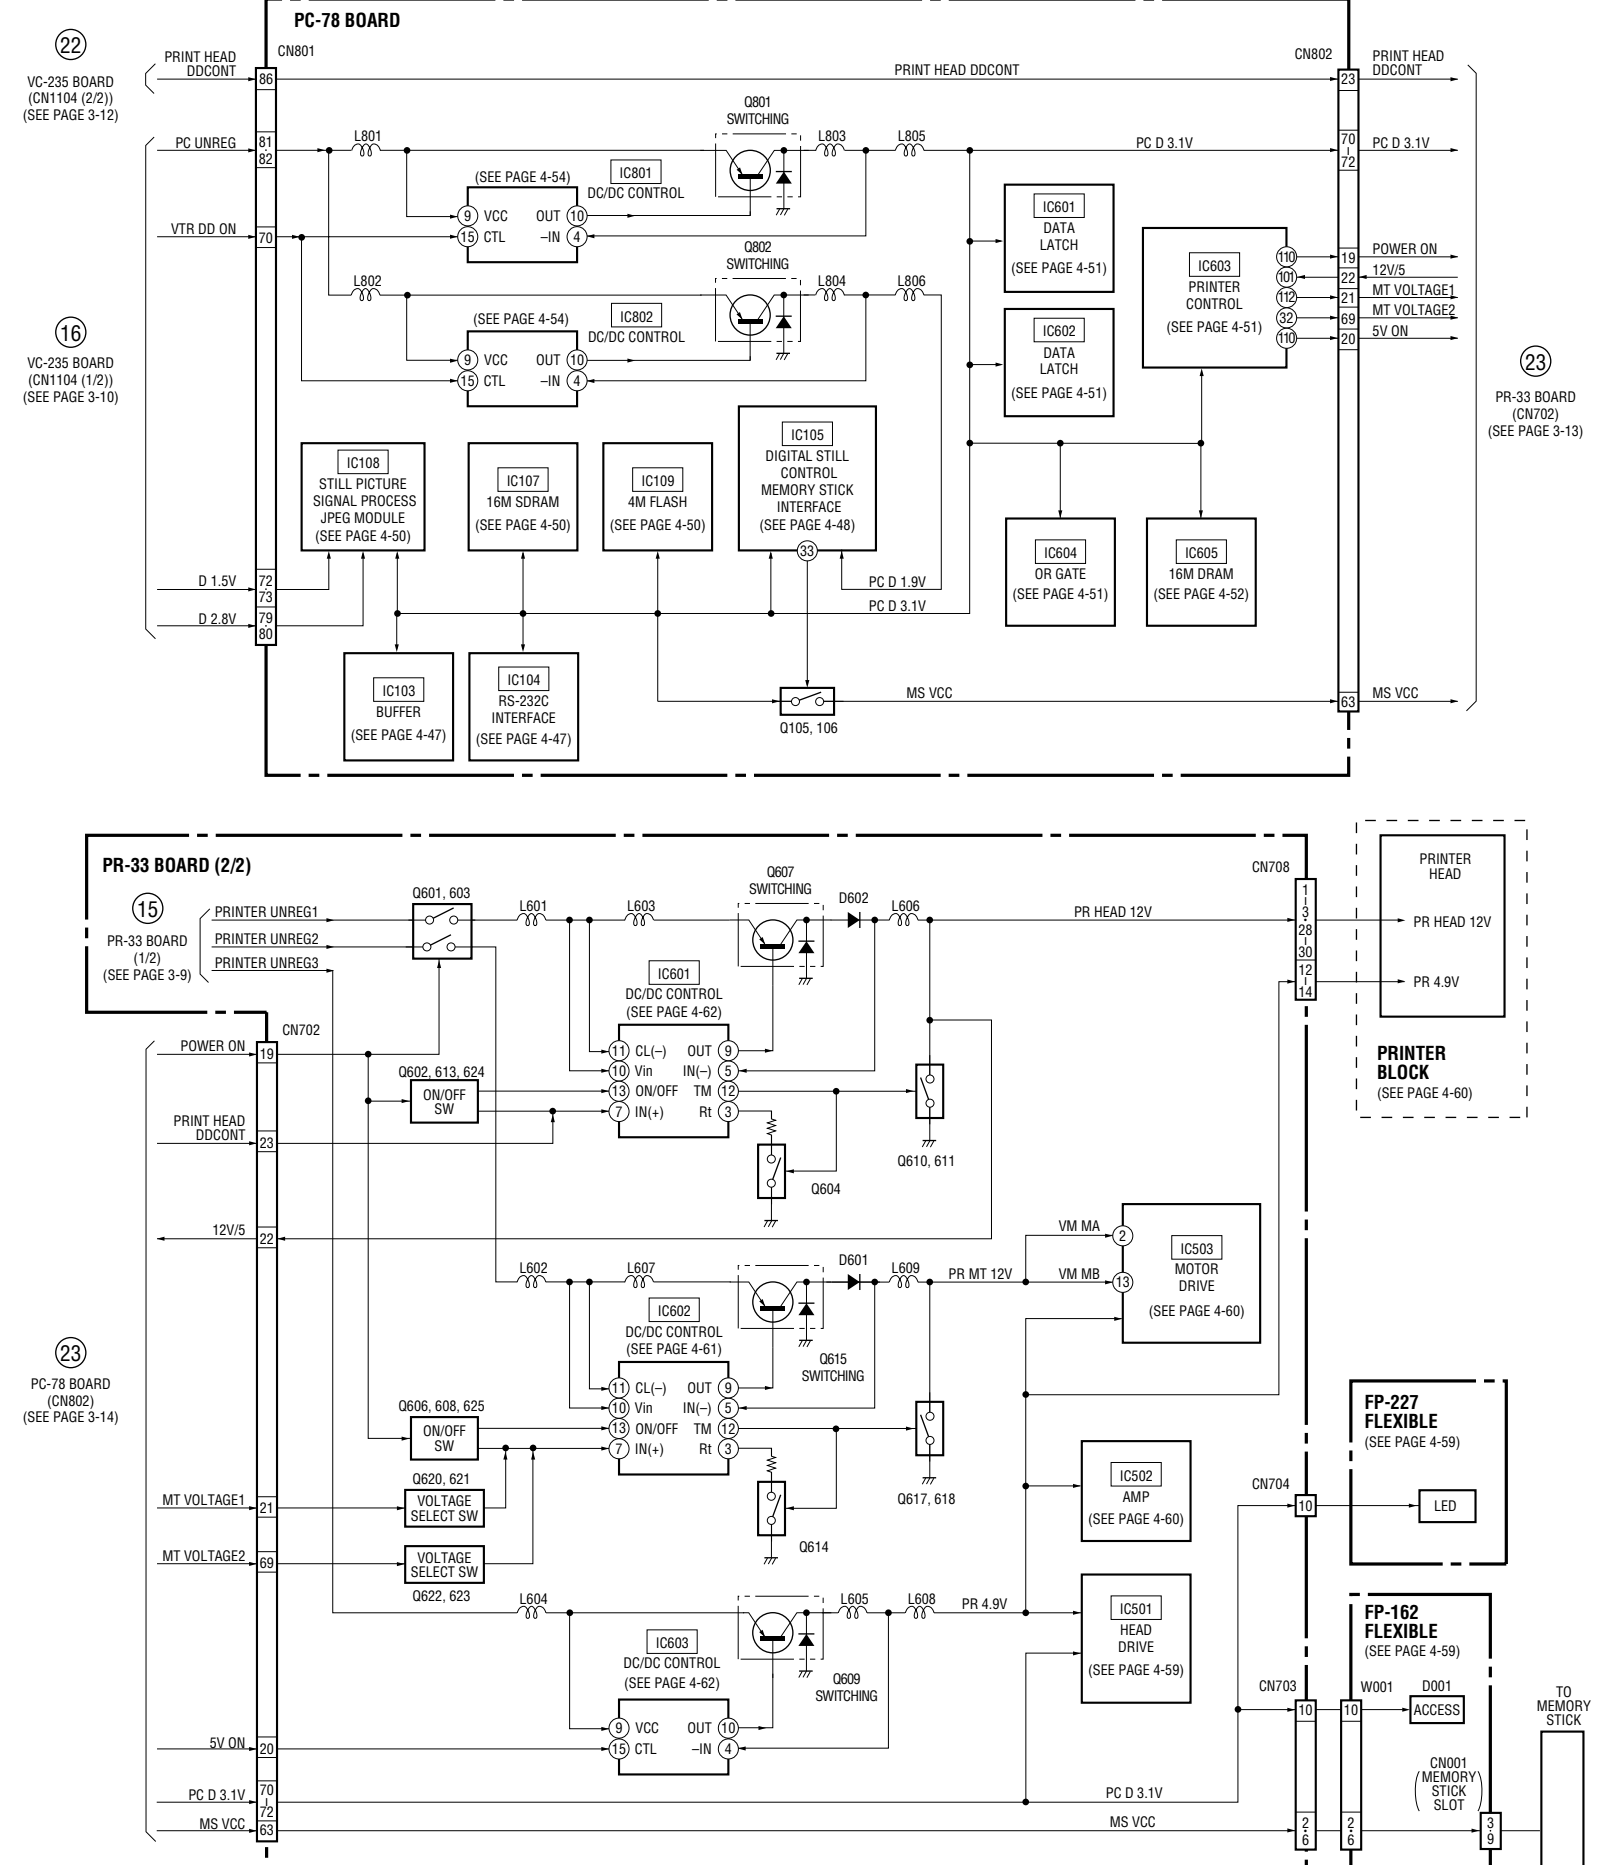 PC-78 BOARD
22
VC-235 BOARD
(CN1104 (2/2))
(SEE PAGE 3-12)
PRINT HEAD
DDCONT
CN801
86
PRINT HEAD DDCONT
CN802
23
PRINT HEAD
DDCONT
PC UNREG
81
82
L801
Q801
SWITCHING
L803
L805
PC D 3.1V
70
72
PC D 3.1V
(SEE PAGE 4-54)
IC801
DC/DC CONTROL
9 VCC
OUT 10
15 CTL
–IN 4
VTR DD ON
70
Q802
SWITCHING
L802
L804
L806
(SEE PAGE 4-54)
IC802
DC/DC CONTROL
9 VCC
OUT 10
15 CTL
–IN 4
16
VC-235 BOARD
(CN1104 (1/2))
(SEE PAGE 3-10)
IC601
DATA
LATCH
(SEE PAGE 4-51)
IC602
DATA
LATCH
(SEE PAGE 4-51)
IC603
PRINTER
CONTROL
(SEE PAGE 4-51)
110
101
112
32
110
19
22
21
69
20
POWER ON
12V/5
MT VOLTAGE1
MT VOLTAGE2
5V ON
23
PR-33 BOARD
(CN702)
(SEE PAGE 3-13)
IC108
STILL PICTURE
SIGNAL PROCESS
JPEG MODULE
(SEE PAGE 4-50)
IC107
16M SDRAM
(SEE PAGE 4-50)
IC109
4M FLASH
(SEE PAGE 4-50)
IC105
DIGITAL STILL
CONTROL
MEMORY STICK
INTERFACE
(SEE PAGE 4-48)
33
IC604
OR GATE
(SEE PAGE 4-51)
IC605
16M DRAM
(SEE PAGE 4-52)
D 1.5V
72
73
D 2.8V
79
80
PC D 1.9V
PC D 3.1V
IC103
BUFFER
(SEE PAGE 4-47)
IC104
RS-232C
INTERFACE
(SEE PAGE 4-47)
Q105, 106
MS VCC
63
MS VCC
PR-33 BOARD (2/2)
15
PR-33 BOARD
(1/2)
(SEE PAGE 3-9)
PRINTER UNREG1
PRINTER UNREG2
PRINTER UNREG3
Q601, 603
L601
L603
Q607
SWITCHING
D602
L606
PR HEAD 12V
CN708
1
3
28
30
12
14
PRINTER
HEAD
PR HEAD 12V
PR 4.9V
PRINTER
BLOCK
(SEE PAGE 4-60)
IC601
DC/DC CONTROL
(SEE PAGE 4-62)
11 CL(–)
OUT 9
10 Vin
IN(–) 5
13 ON/OFF
TM 12
7 IN(+)
Rt 3
CN702
POWER ON
19
Q602, 613, 624
ON/OFF
SW
PRINT HEAD
DDCONT
23
Q604
Q610, 611
12V/5
22
L602
L607
D601
L609
PR MT 12V
VM MA
2
VM MB
13
IC503
MOTOR
DRIVE
(SEE PAGE 4-60)
IC602
DC/DC CONTROL
(SEE PAGE 4-61)
Q615
SWITCHING
11 CL(–)
OUT 9
10 Vin
IN(–) 5
13 ON/OFF
TM 12
7 IN(+)
Rt 3
23
PC-78 BOARD
(CN802)
(SEE PAGE 3-14)
Q606, 608, 625
ON/OFF
SW
Q620, 621
MT VOLTAGE1
21
VOLTAGE
SELECT SW
MT VOLTAGE2
69
VOLTAGE
SELECT SW
Q622, 623
Q614
Q617, 618
IC502
AMP
(SEE PAGE 4-60)
CN704
10
FP-227
FLEXIBLE
(SEE PAGE 4-59)
LED
L604
L605
L608
PR 4.9V
IC603
DC/DC CONTROL
(SEE PAGE 4-62)
Q609
SWITCHING
9 VCC
OUT 10
15 CTL
–IN 4
IC501
HEAD
DRIVE
(SEE PAGE 4-59)
FP-162
FLEXIBLE
(SEE PAGE 4-59)
CN703
10
W001
10
D001
ACCESS
TO
MEMORY
STICK
CN001
(MEMORY
STICK
SLOT)
5V ON
20
PC D 3.1V
70
72
PC D 3.1V
MS VCC
63
MS VCC
2
6
2
6
3
9